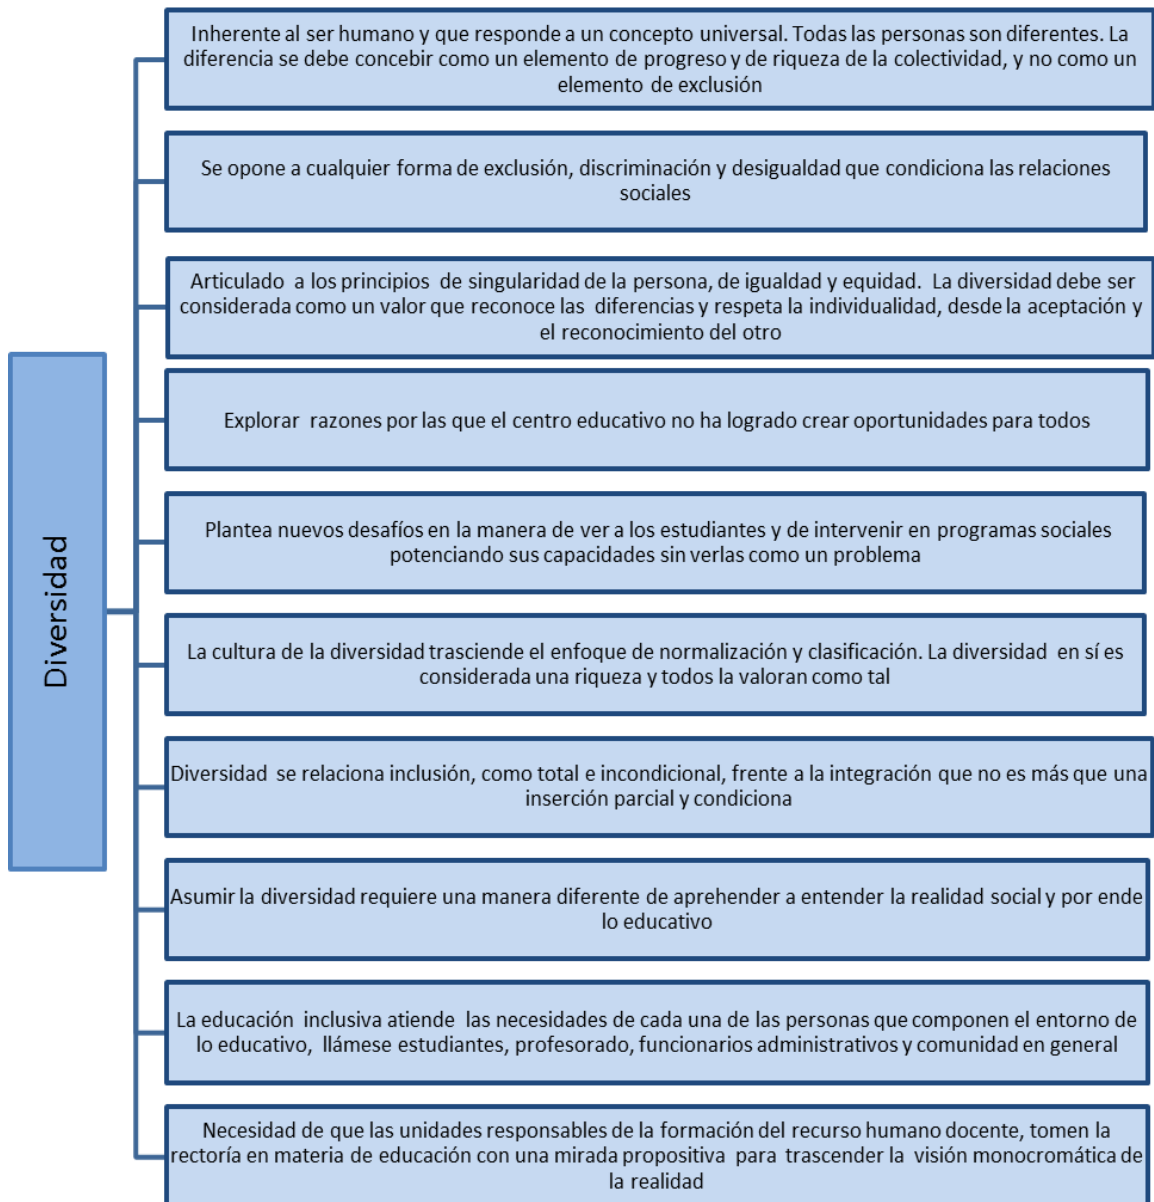 Diversidad
Inherente al ser humano y que responde a un concepto universal. Todas las personas son diferentes. La
diferencia se debe concebir como un elemento de progreso y de riqueza de la colectividad, y no como un
elemento de exclusión
Se opone a cualquier forma de exclusión, discriminación y desigualdad que condiciona las relaciones
sociales
Articulado a los principios de singularidad de la persona, de igualdad y equidad. La diversidad debe ser
considerada como un valor que reconoce las diferencias y respeta la individualidad, desde la aceptación y
el reconocimiento del otro
Explorar razones por las que el centro educativo no ha logrado crear oportunidades para todos
Plantea nuevos desafíos en la manera de ver a los estudiantes y de intervenir en programas sociales
potenciando sus capacidades sin verlas como un problema
La cultura de la diversidad trasciende el enfoque de normalización y clasificación. La diversidad en sí es
considerada una riqueza y todos la valoran como tal
Diversidad se relaciona inclusión, como total e incondicional, frente a la integración que no es más que una
inserción parcial y condiciona
Asumir la diversidad requiere una manera diferente de aprehender a entender la realidad social y por ende
lo educativo
La educación inclusiva atiende las necesidades de cada una de las personas que componen el entorno de
lo educativo, llámese estudiantes, profesorado, funcionarios administrativos y comunidad en general
Necesidad de que las unidades responsables de la formación del recurso humano docente, tomen la
rectoría en materia de educación con una mirada propositiva para trascender la visión monocromática de
la realidad